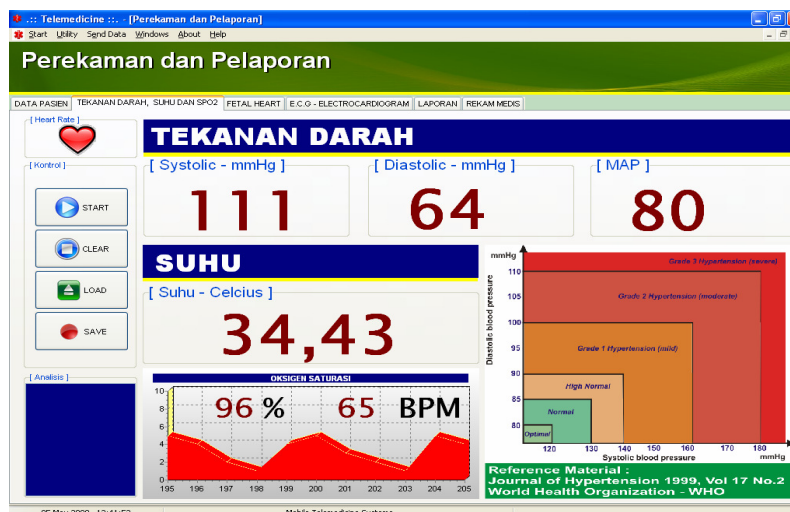 .:: Telemedicine ::. - [Perekaman dan Pelaporan]
Start Utility Send Data Windows About Help
Perekaman dan Pelaporan
DATA PASIEN TEKANAN DARAH, SUHU DAN SPO2 FETAL HEART E.C.G - ELECTROCARDIOGRAM LAPORAN REKAM MEDIS
[ Heart Rate ]
TEKANAN DARAH
[ Kontrol ]
[ Systolic - mmHg ] [ Diastolic - mmHg ] [ MAP ]
111 64 80
START
CLEAR
LOAD
SAVE
SUHU
[ Suhu - Celcius ]
34,43
[ Analisis ]
OKSIGEN SATURASI
96 % 65 BPM
10
8
6
4
2
0
195 196 197 198 199 200 201 202 203 204 205
mmHg
Diastolic blood pressure
110
105
100
95
90
85
80
Grade 3 Hypertension (severe)
Grade 2 Hypertension (moderate)
Grade 1 Hypertension (mild)
High Normal
Normal
Optimal
120 130 140 150 160 170 180
Systolic blood pressure mmHg
Reference Material :
Journal of Hypertension 1999, Vol 17 No.2
World Health Organization - WHO